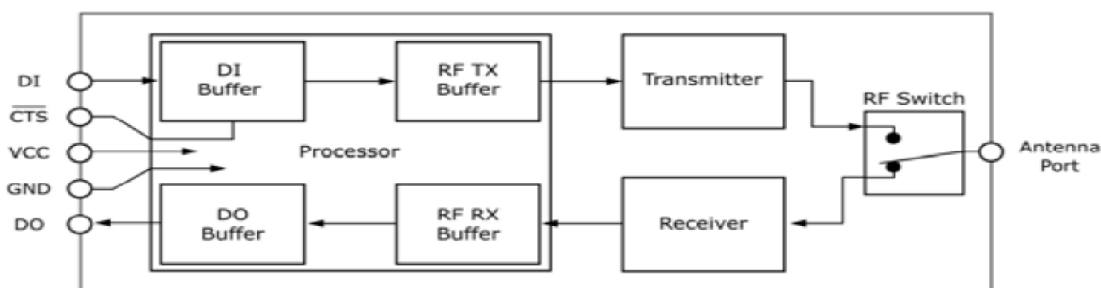 DI
CTS
VCC
GND
DO
DI
Buffer
RF TX
Buffer
Processor
DO
Buffer
RF RX
Buffer
Transmitter
Receiver
RF Switch
Antenna
Port